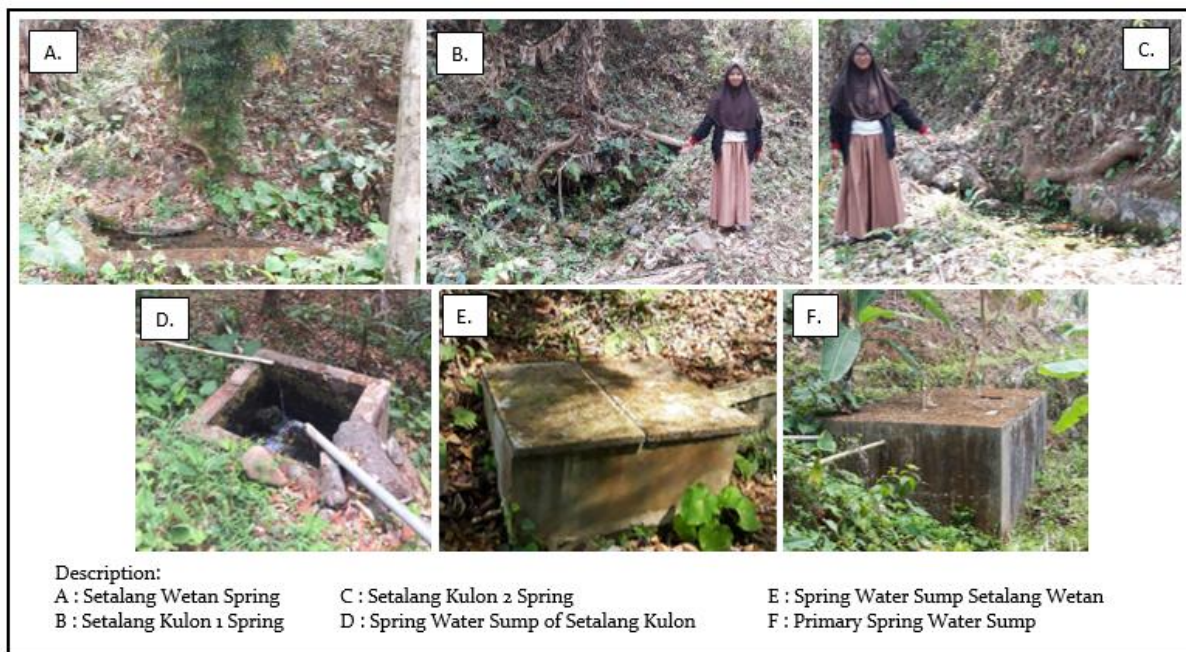 A.
B.
C.
D.
E.
F.
Description:
A : Setalang Wetan Spring
C : Setalang Kulon 2 Spring
E : Spring Water Sump Setalang Wetan
B : Setalang Kulon 1 Spring
D : Spring Water Sump of Setalang Kulon
F : Primary Spring Water Sump